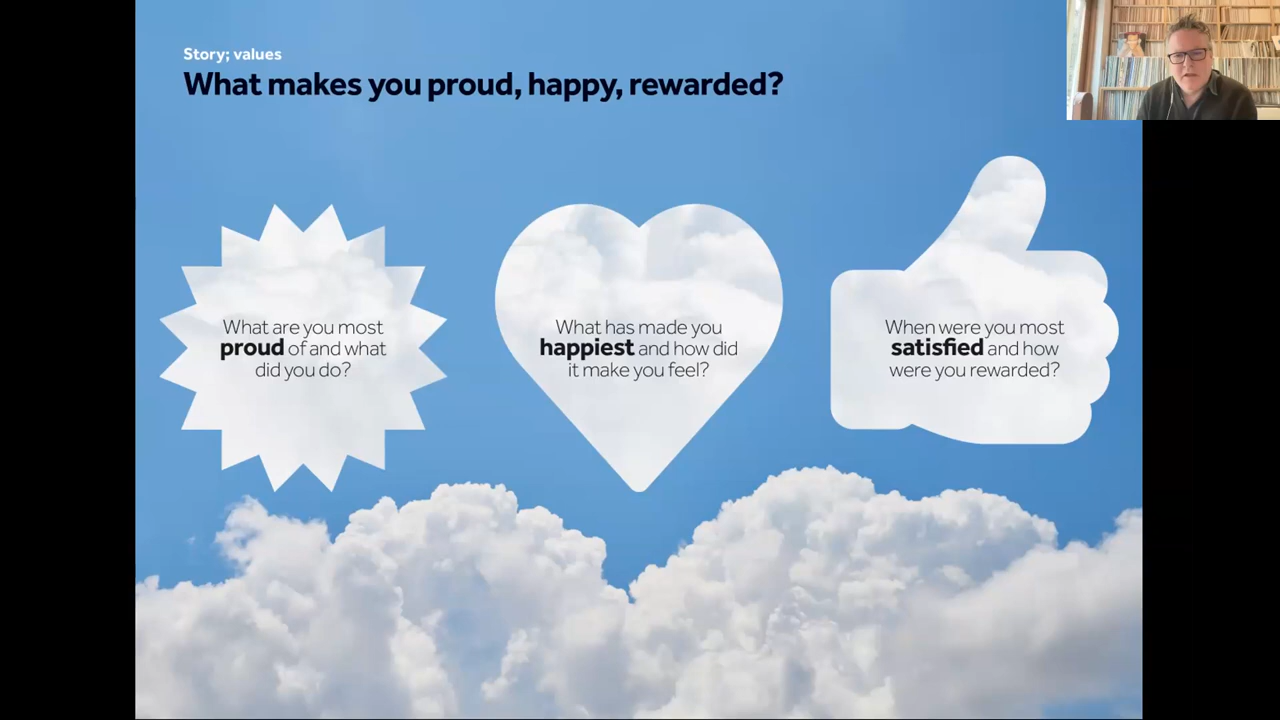 Story; values
What makes you proud, happy, rewarded?
What are you most
proud of and what
did you do?
What has made you
happiest and how did
it make you feel?
When were you most
satisfied and how
were you rewarded?